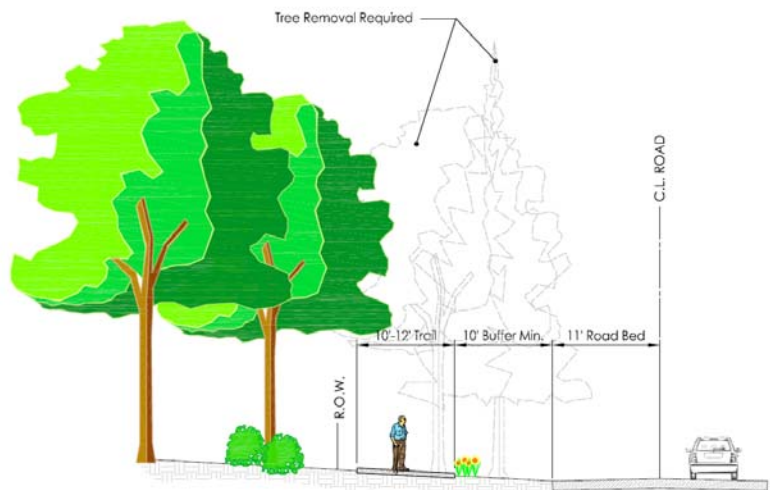 Tree Removal Required
C.L. ROAD
10'-12' Trail
10' Buffer Min.
11' Road Bed
R.O.W.